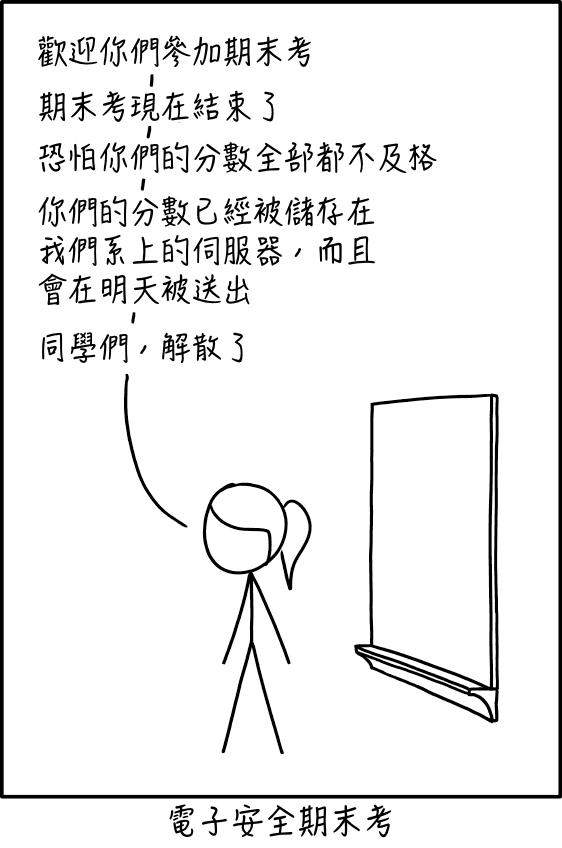 歡迎你們參加期末考
期末考現在結束了
恐怕你們的分數全部都不及格
你們的分數已經被儲存在
我們系上的伺服器，而且
會在明天被送出
同學們，解散了
電子安全期末考